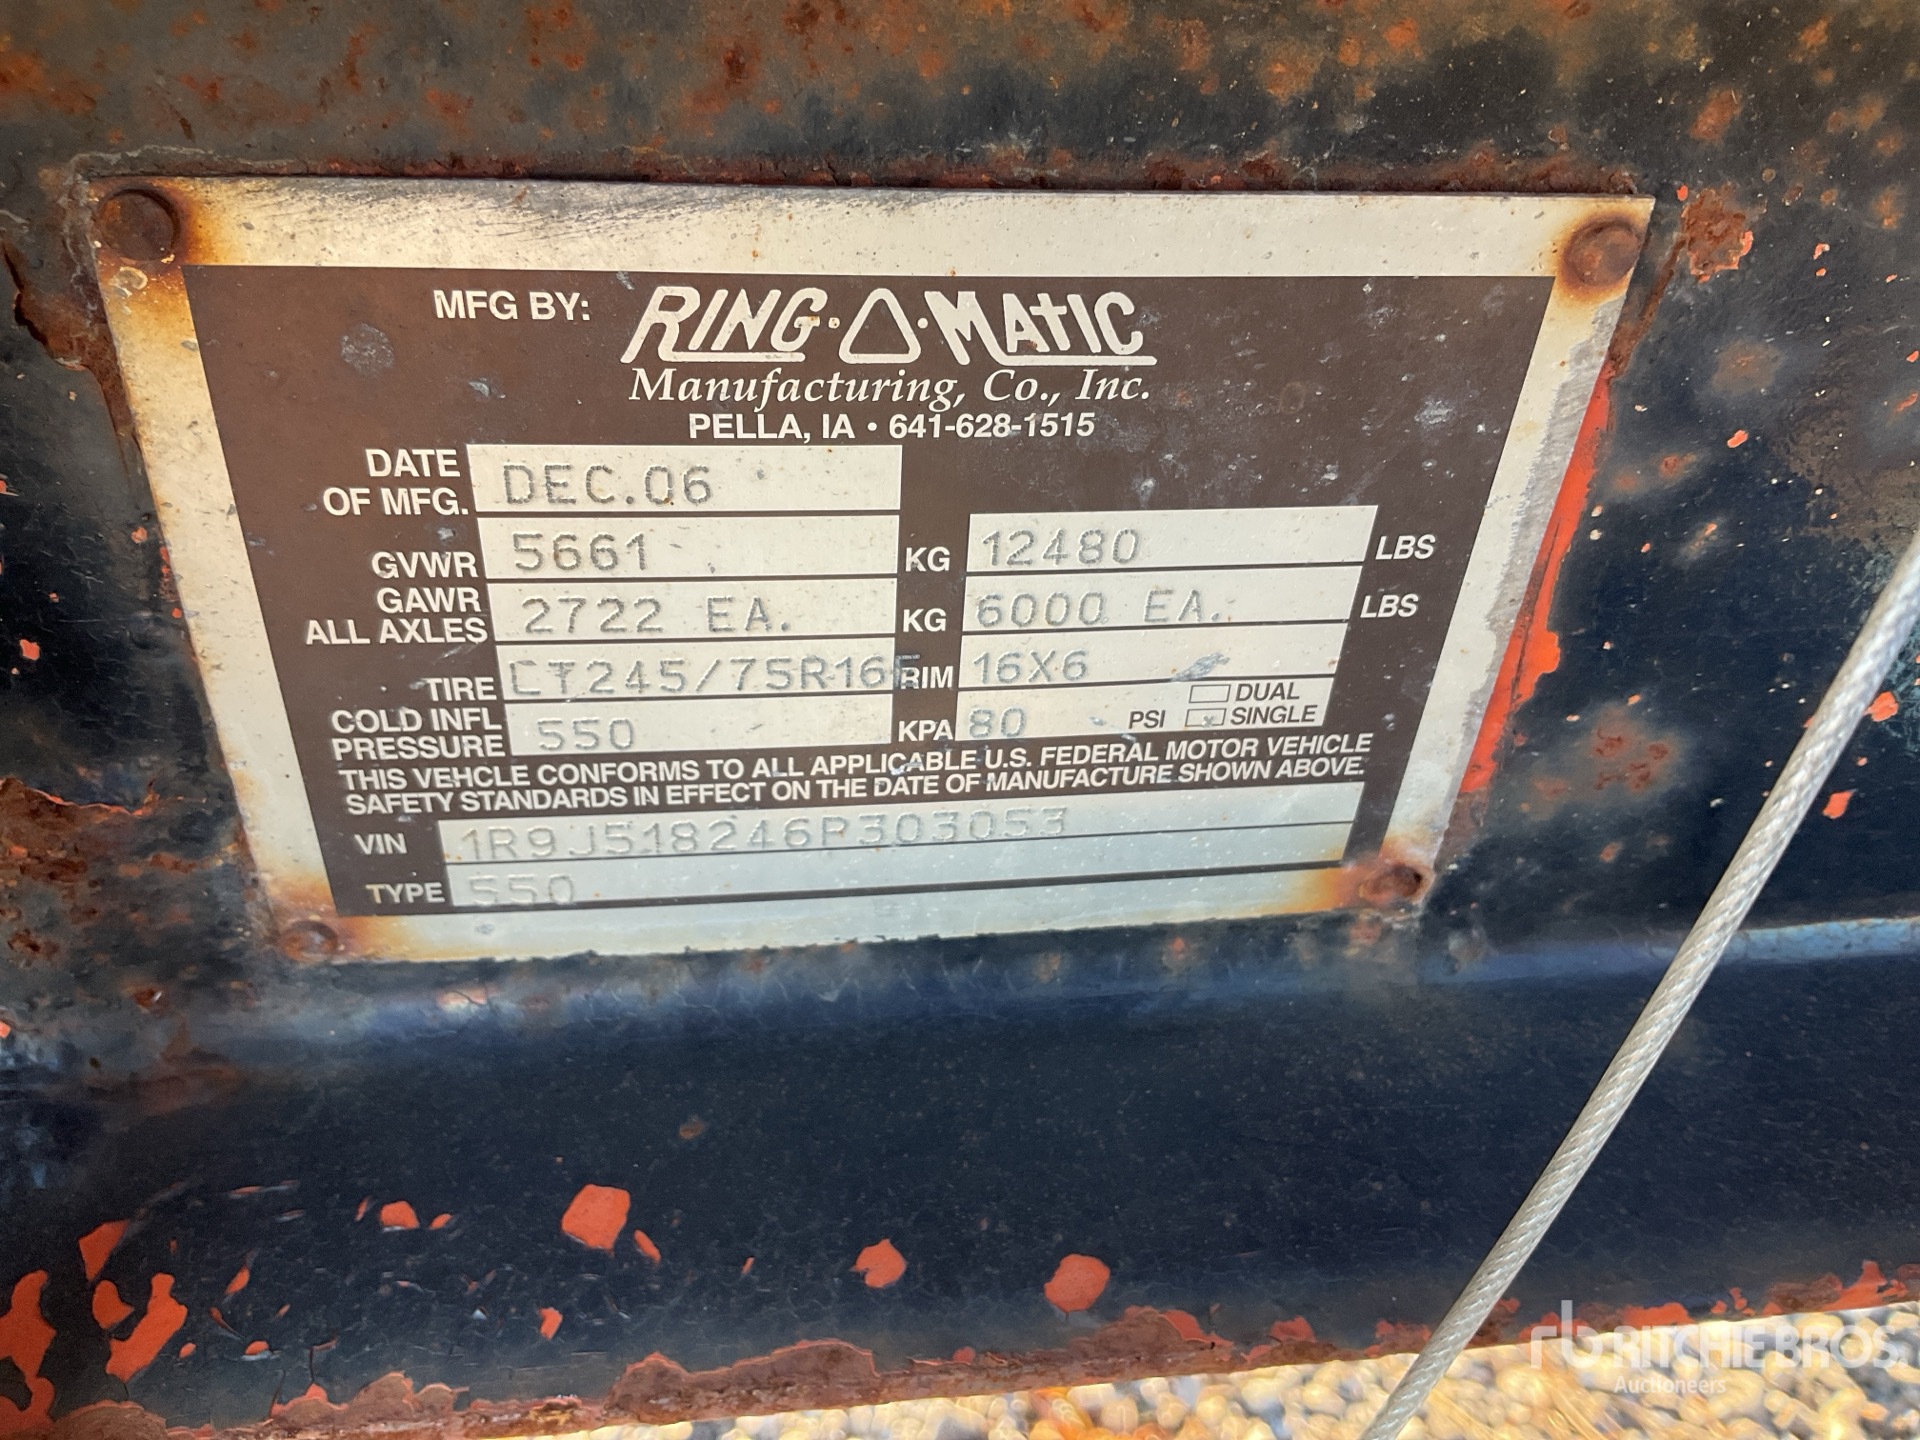 MFG BY: RING·O·MATIC
Manufacturing, Co., Inc.
PELLA, IA • 641-628-1515
DATE OF MFG. DEC.06
GVWR 5661 KG 12480 LBS
GAWR ALL AXLES 2722 EA. KG 6000 EA. LBS
TIRE LT245/75R16E RIM 16X6
DUAL
COLD INFL PRESSURE 550 KPA 80 PSI x SINGLE
THIS VEHCLE CONFORMS TO ALL APPLICABLE U.S. FEDERAL MOTOR VEHICLE
SAFETY STANDARDS IN EFFECT ON THE DATE OF MANUFACTURE SHOWN ABOVE.
VIN 1R9J518246P303053
TYPE 550
rb RITCHIE BROS.
Auctioneers